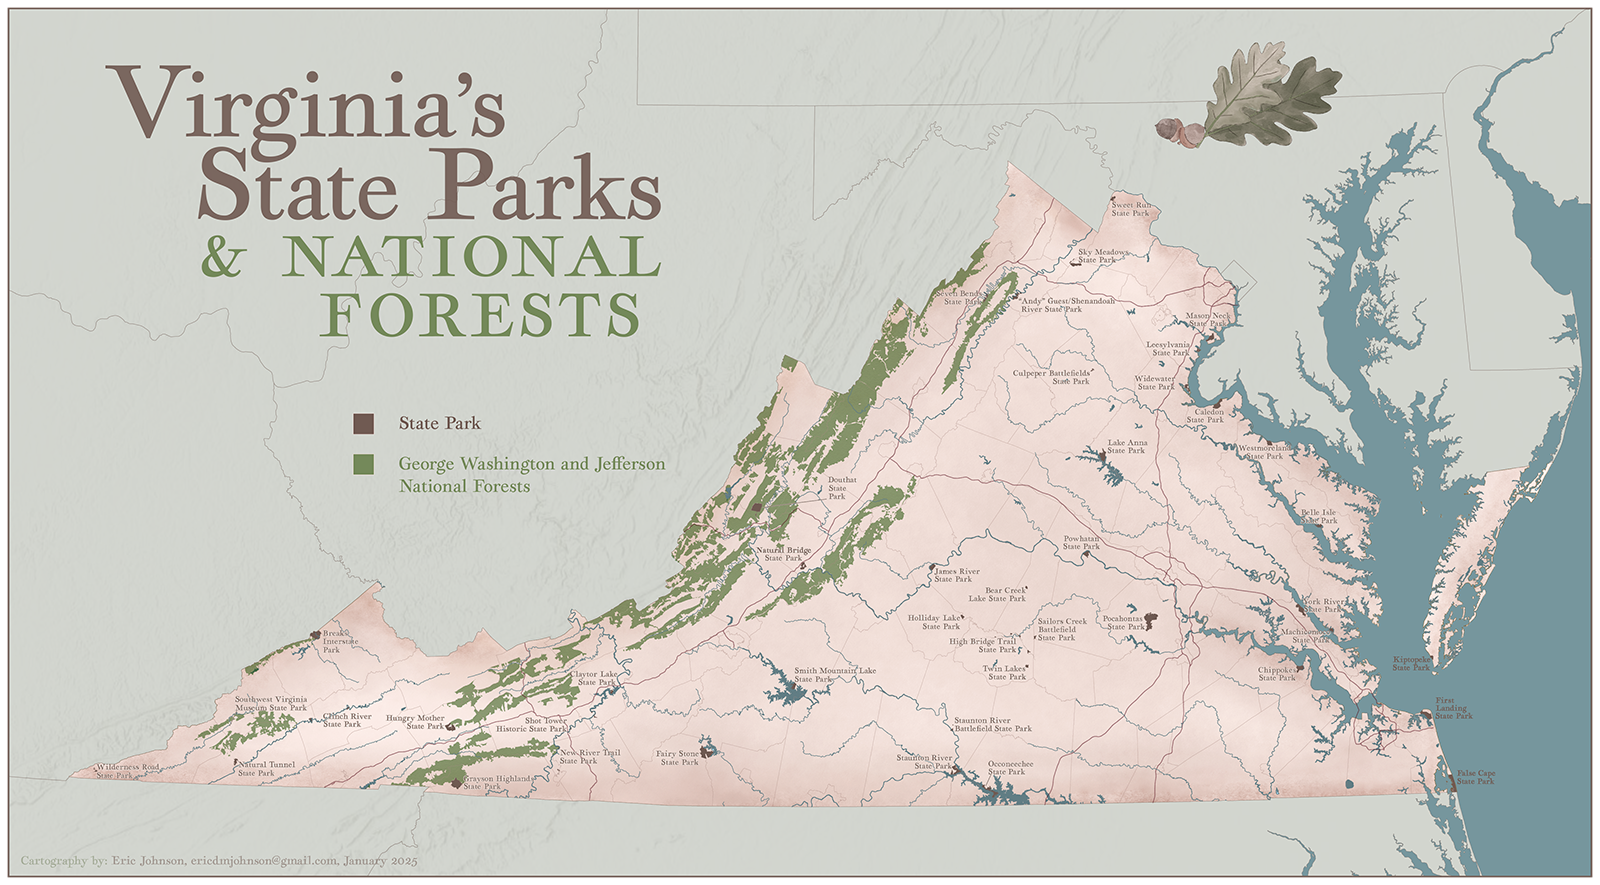 Virginia's
State Parks
& NATIONAL
FORESTS
State Park
George Washington and Jefferson
National Forests
Sweet Run
State Park
Sky Meadows
State Park
Seven Bends
State Park
"Andy" Guest/Shenandoah
River State Park
Mason Neck
State Park
Leesylvania
State Park
Culpeper Battlefields
State Park
Widewater
State Park
Caledon
State Park
Lake Anna
State Park
Westmoreland
State Park
Douthat
State
Park
Belle Isle
State Park
Natural Bridge
State Park
Powhatan
State Park
James River
State Park
Bear Creek
Lake State Park
York River
State Park
Holliday Lake
State Park
Sailors Creek
Battlefield
State Park
Pocahontas
State Park
Machicomoco
State Park
High Bridge Trail
State Park
Breaks
Interstate
Park
Twin Lakes
State Park
Chippokes
State Park
Kiptopeke
State Park
Claytor Lake
State Park
Smith Mountain Lake
State Park
Southwest Virginia
Museum State Park
First
Landing
State Park
Clinch River
State Park
Hungry Mother
State Park
Shot Tower
Historic State Park
Staunton River
Battlefield State Park
New River Trail
State Park
Fairy Stone
State Park
Staunton River
State Park
Occoneechee
State Park
Wilderness Road
State Park
Natural Tunnel
State Park
Grayson Highlands
State Park
False Cape
State Park
Cartography by: Eric Johnson, ericdmjohnson@gmail.com, January 2025